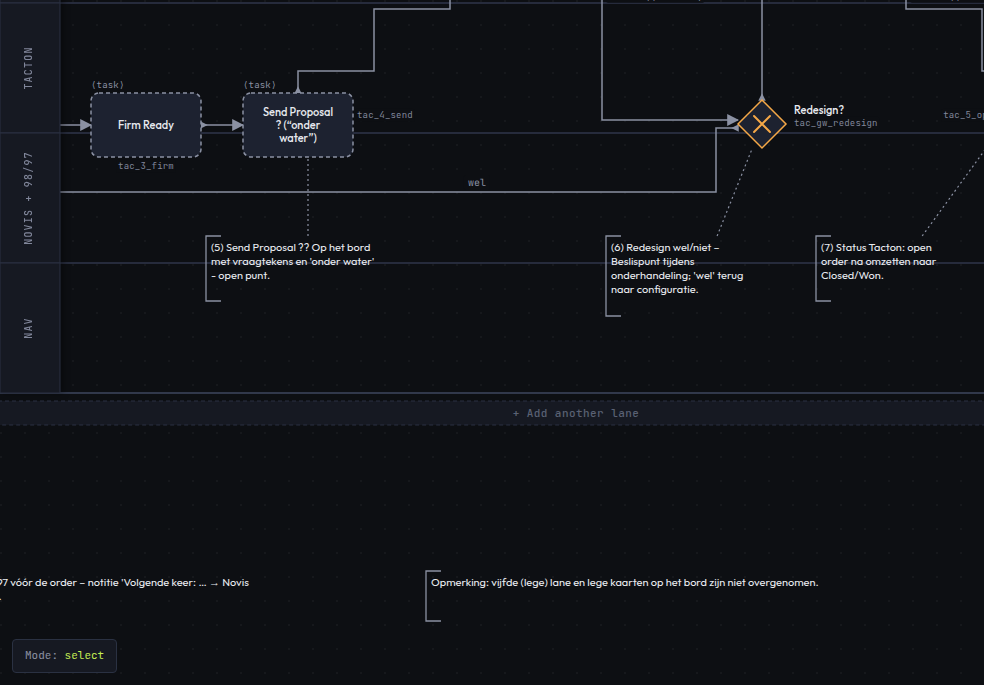 TACTON
(task)
(task)
Firm Ready
Send Proposal
? (“onder
water”)
tac_4_send
tac_3_firm
Redesign?
tac_gw_redesign
NOVIS + 98/97
wel
(5) Send Proposal ?? Op het bord
met vraagtekens en 'onder water'
- open punt.
(6) Redesign wel/niet –
Beslispunt tijdens
onderhandeling; 'wel' terug
naar configuratie.
(7) Status Tacton: open
order na omzetten naar
Closed/Won.
NAV
+ Add another lane
97 vóór de order – notitie 'Volgende keer: ... → Novis
Opmerking: vijfde (lege) lane en lege kaarten op het bord zijn niet overgenomen.
Mode: select